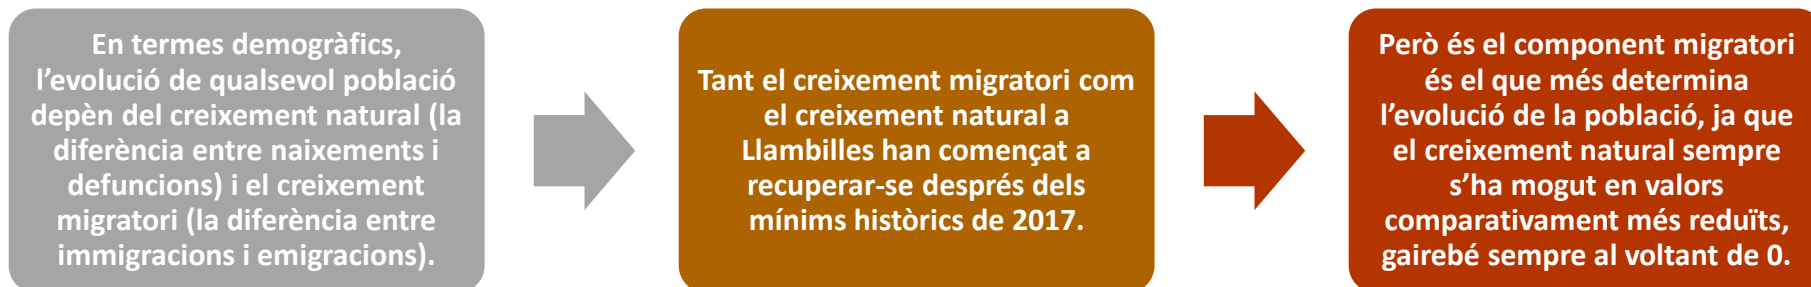 En termes demogràfics,
l'evolució de qualsevol població
depèn del creixement natural (la
diferència entre naixements i
defuncions) i el creixement
migratori (la diferència entre
immigracions i emigracions).
Tant el creixement migratori com
el creixement natural a
Llambilles han començat a
recuperar-se després dels
mínims històrics de 2017.
Però és el component migratori
és el que més determina
l'evolució de la població, ja que
el creixement natural sempre
s'ha mogut en valors
comparativament més reduïts,
gairebé sempre al voltant de 0.